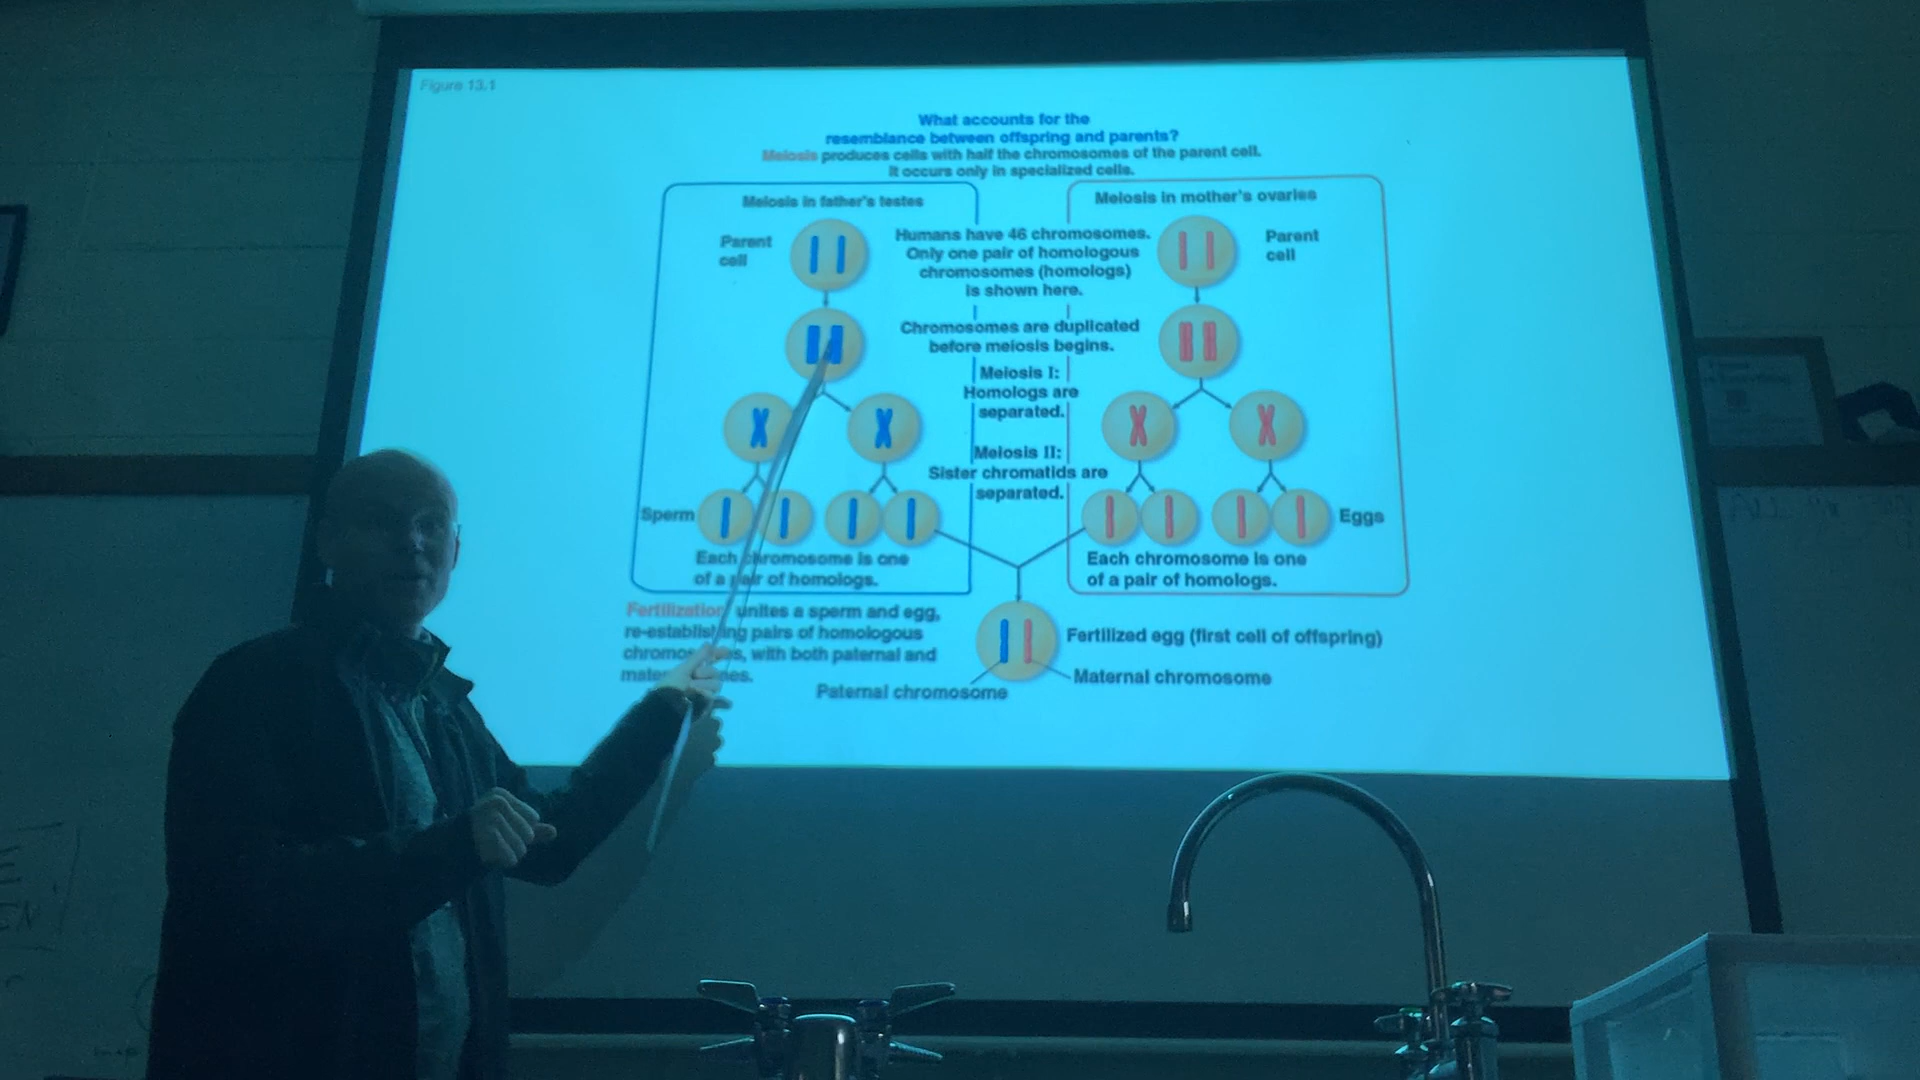 Figure 13.1
What accounts for the
resemblance between offspring and parents?
Meiosis produces cells with half the chromosomes of the parent cell.
It occurs only in specialized cells.
Meiosis in father's testes
Parent
cell
Humans have 46 chromosomes.
Only one pair of homologous
chromosomes (homologs)
is shown here.
Meiosis in mother's ovaries
Parent
cell
Chromosomes are duplicated
before meiosis begins.
Meiosis I:
Homologs are
separated.
Meiosis II:
Sister chromatids are
separated.
Sperm
Each chromosome is one
of a pair of homologs.
Eggs
Each chromosome is one
of a pair of homologs.
Fertilization unites a sperm and egg,
re-establishing pairs of homologous
with both paternal and
Fertilized egg (first cell of offspring)
Paternal chromosome
Maternal chromosome